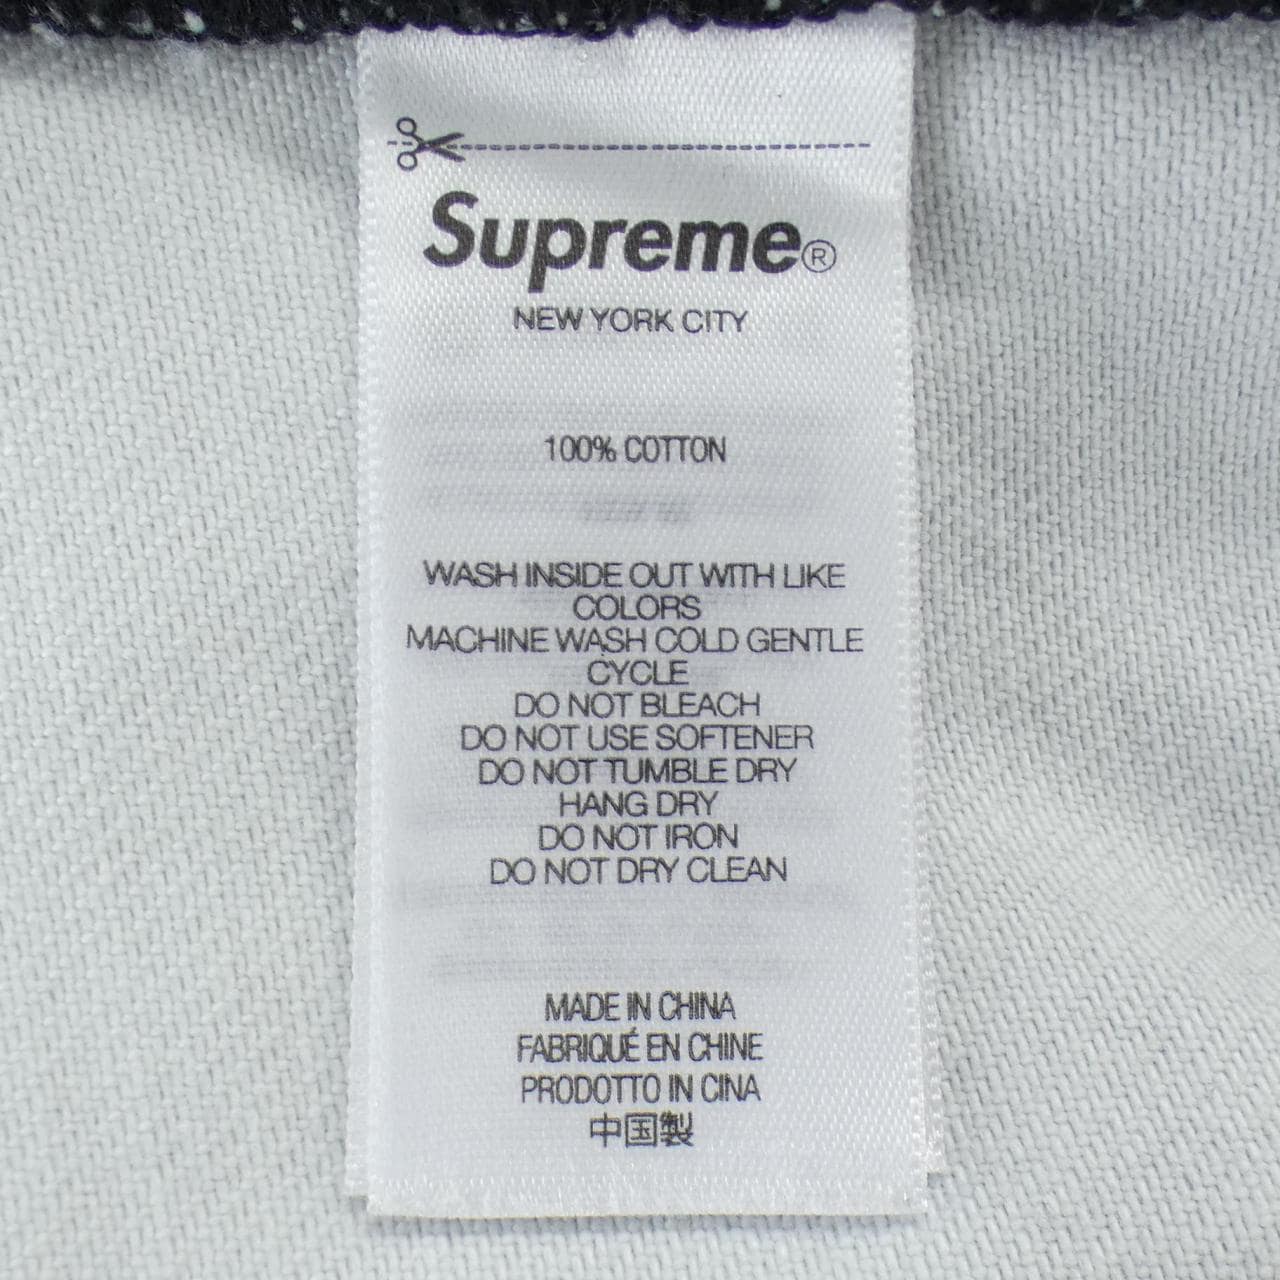 Supreme®
NEW YORK CITY
100% COTTON
WASH INSIDE OUT WITH LIKE
COLORS
MACHINE WASH COLD GENTLE
CYCLE
DO NOT BLEACH
DO NOT USE SOFTENER
DO NOT TUMBLE DRY
HANG DRY
DO NOT IRON
DO NOT DRY CLEAN
MADE IN CHINA
FABRIQUÉ EN CHINE
PRODOTTO IN CINA
中国製